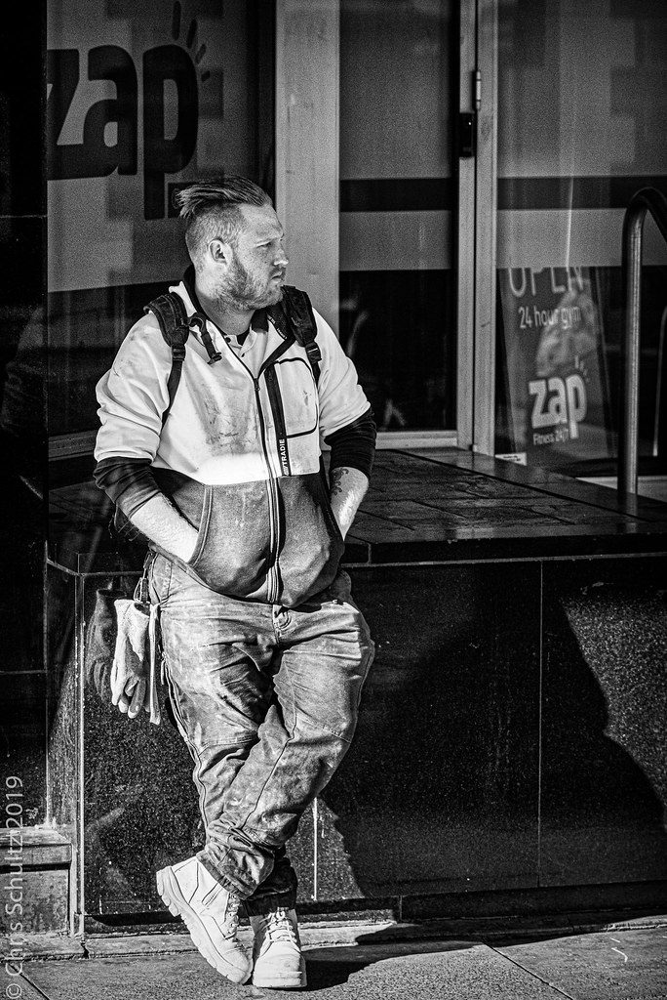 zap
OPEN
24 hour gym
zap
Fitness 24/7
TRADIE
© Chris Schultz 2019